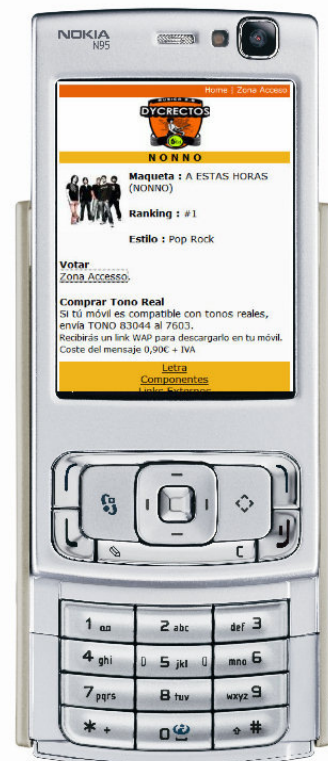 NOKIA
N95
Home | Zona Acceso
DYCRECTOS
NONNO
Maqueta : A ESTAS HORAS
(NONNO)
Ranking : #1
Estilo : Pop Rock
Votar
Zona Accesso.
Comprar Tono Real
Si tú móvil es compatible con tonos reales,
envía TONO 83044 al 7603.
Recibirás un link WAP para descargarlo en tu móvil.
Coste del mensaje 0,90€ + IVA
Letra
Componentes
Links Externos
C
1 2 abc def 3
4 ghi 5 jkl mno 6
7 pqrs 8 tuv wxyz 9
* + 0 #